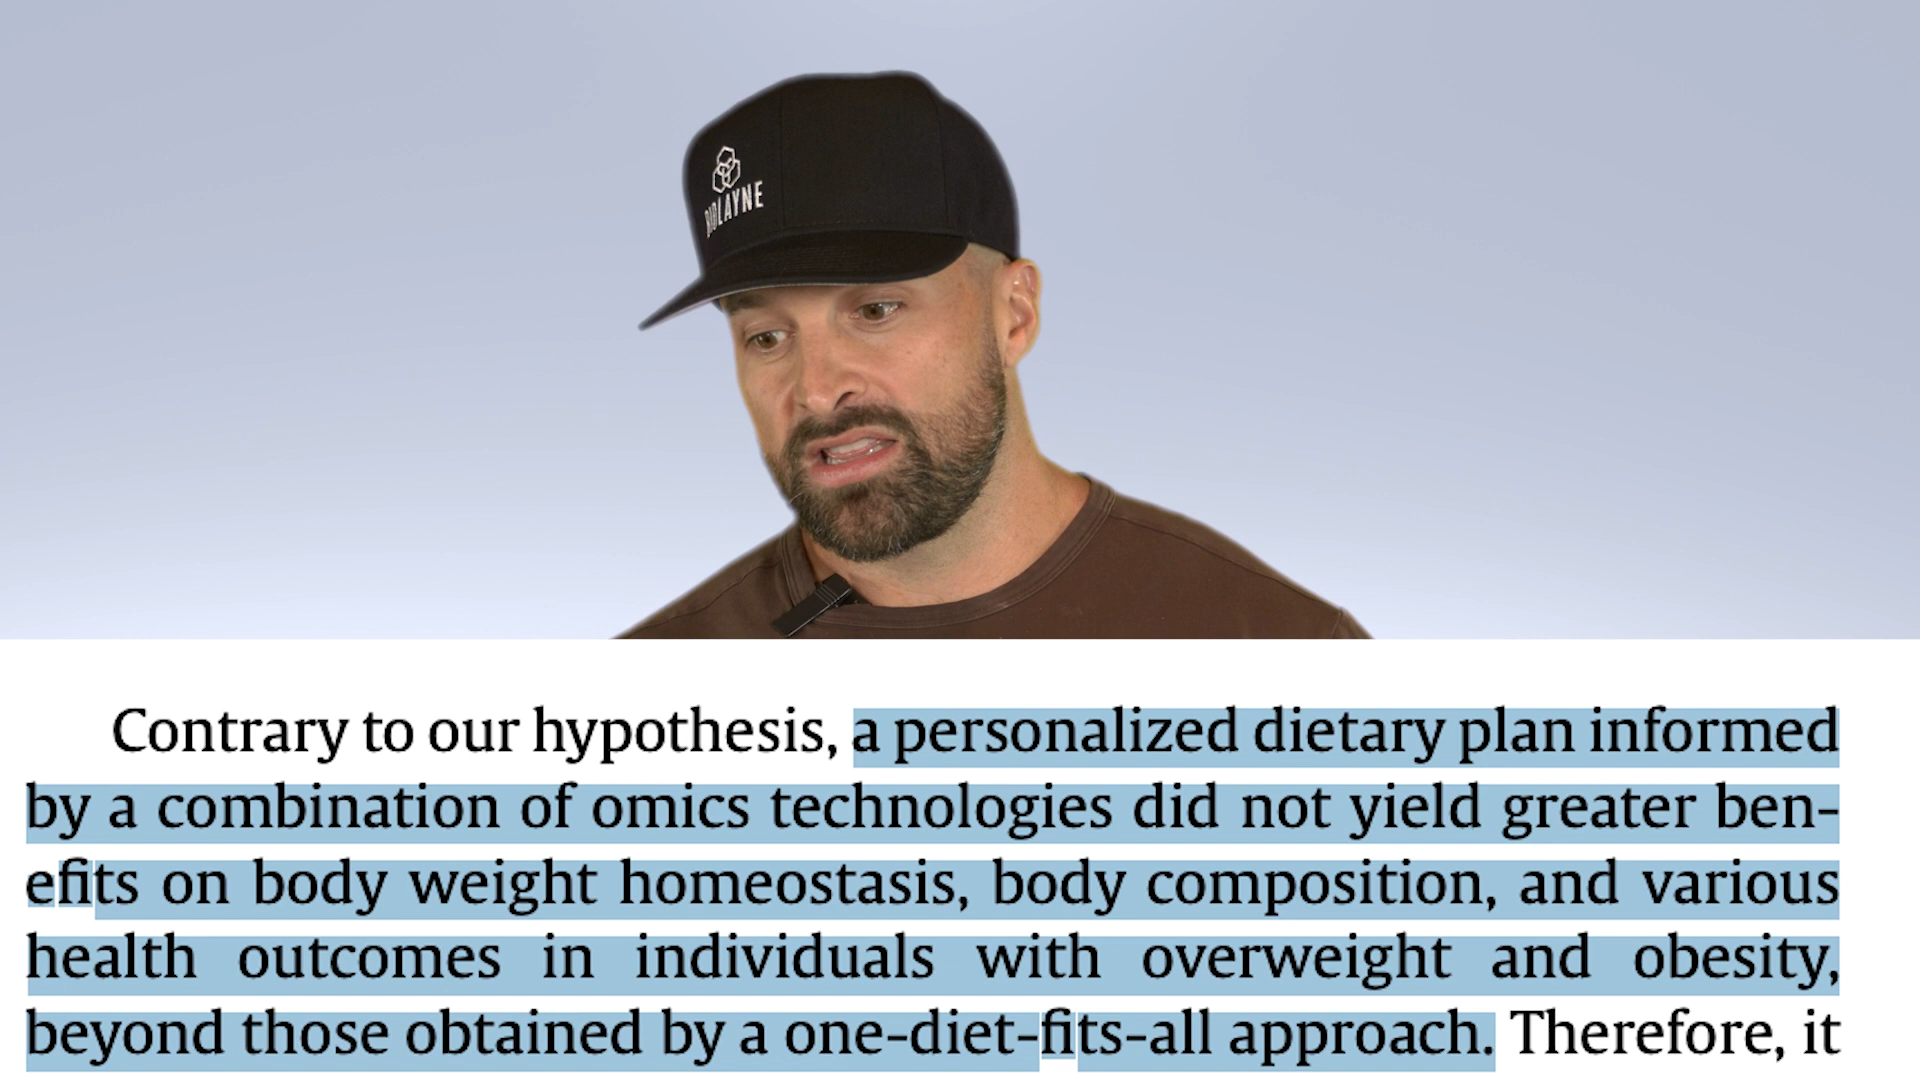 BIOLAYNE
Contrary to our hypothesis, a personalized dietary plan informed
by a combination of omics technologies did not yield greater ben-
efits on body weight homeostasis, body composition, and various
health outcomes in individuals with overweight and obesity,
beyond those obtained by a one-diet-fits-all approach. Therefore, it